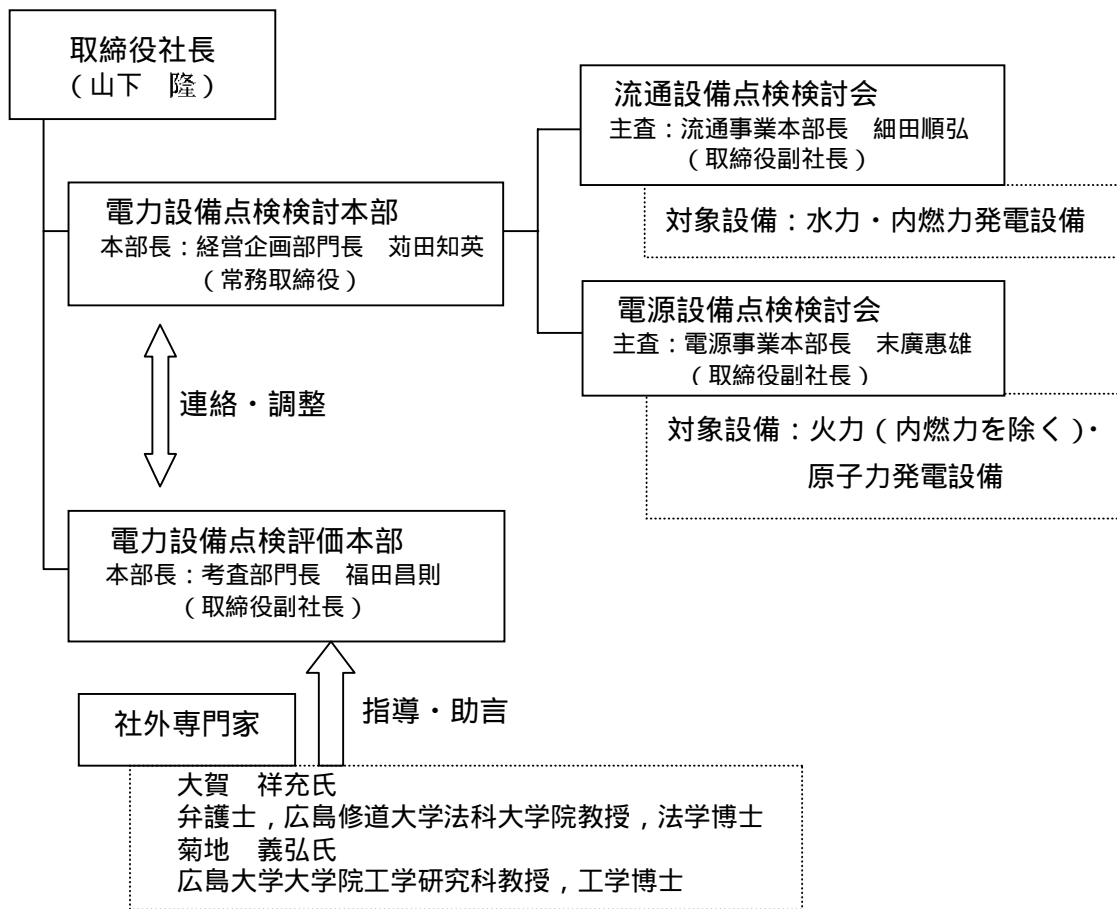 取締役社長
（山下　隆）
流通設備点検検討会
主査：流通事業本部長　細田順弘
（取締役副社長）
対象設備：水力・内燃力発電設備
電力設備点検検討本部
本部長：経営企画部門長　苅田知英
（常務取締役）
電源設備点検検討会
主査：電源事業本部長　末廣惠雄
（取締役副社長）
対象設備：火力（内燃力を除く）・
原子力発電設備
連絡・調整
電力設備点検評価本部
本部長：考査部門長　福田昌則
（取締役副社長）
指導・助言
社外専門家
大賀　祥充氏
弁護士，広島修道大学法科大学院教授，法学博士
菊地　義弘氏
広島大学大学院工学研究科教授，工学博士